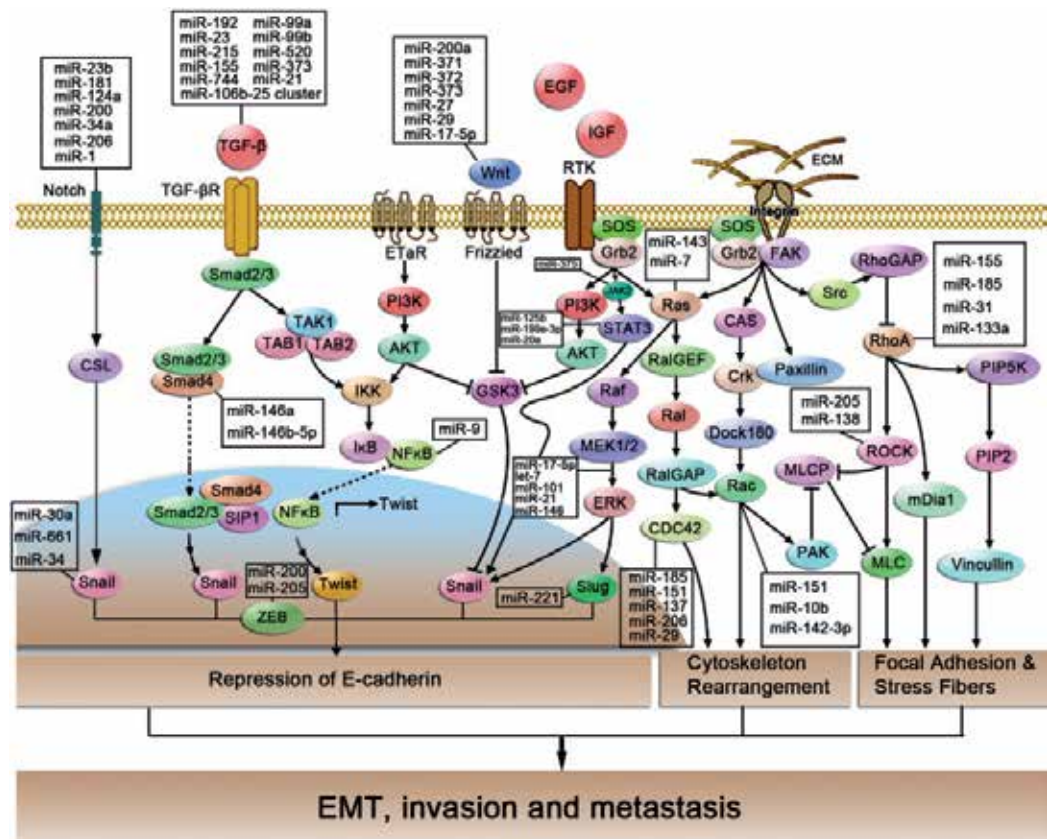 miR-192 miR-99a
miR-23 miR-99b
miR-215 miR-520
miR-155 miR-373
miR-744 miR-21
miR-106b-25 cluster
miR-23b
miR-181
miR-124a
miR-200
miR-34a
miR-206
miR-1
miR-200a
miR-371
miR-372
miR-373
miR-27
miR-29
miR-17-5p
EGF
IGF
TGF-β
Wnt
RTK
ECM
Notch
TGF-βR
Integrin
SOS
SOS
ETaR
Frizzied
Grb2
Grb2
FAK
miR-143
miR-7
RhoGAP
miR-155
miR-185
miR-31
miR-133a
Smad2/3
PI3K
PI3K
JAK2
Ras
Src
TAK1
TAB1
TAB2
miR-125b
miR-20a
STAT3
CAS
RhoA
AKT
AKT
CSL
Smad2/3
Smad4
IKK
GSK3
RalGEF
Raf
Crk
Paxillin
PIP5K
miR-146a
miR-146b-5p
miR-9
IκB
NFκB
Ral
Dock180
miR-205
miR-138
MEK1/2
ROCK
MLCP
PIP2
miR-17-5p
let-7
miR-101
miR-21
miR-146
RalGAP
Rac
ERK
mDia1
Smad4
Smad2/3
SIP1
NFκB
Twist
CDC42
PAK
MLC
Vincullin
miR-30a
miR-661
miR-34
Snail
Snail
miR-200
miR-205
Twist
Snail
Slug
miR-221
ZEB
miR-185
miR-151
miR-137
miR-206
miR-29
miR-151
miR-10b
miR-142-3p
Repression of E-cadherin
Cytoskeleton
Rearrangement
Focal Adhesion &
Stress Fibers
EMT, invasion and metastasis